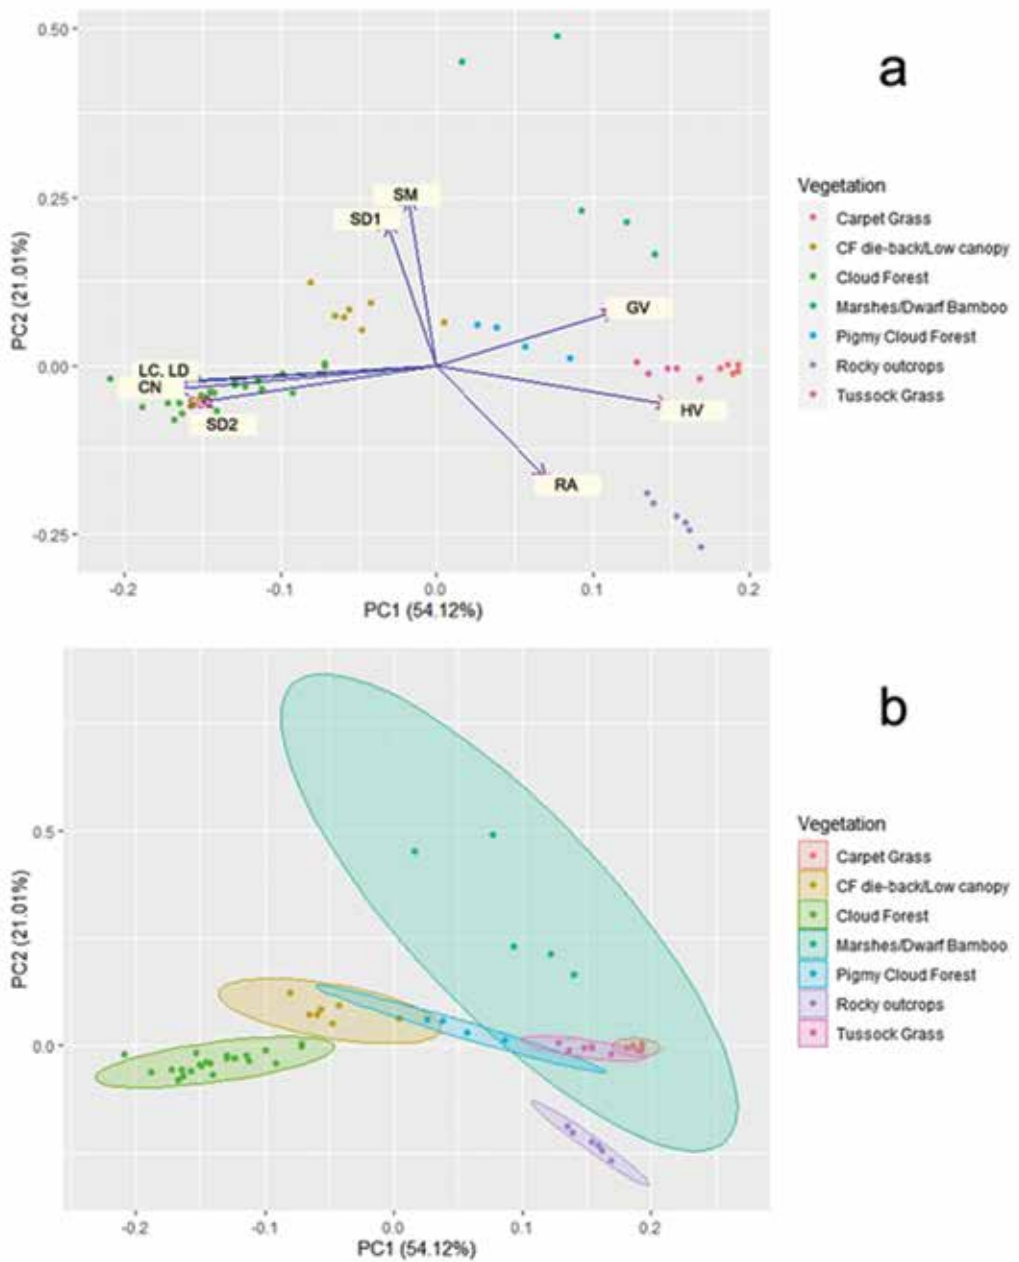 a
0.50
0.25
0.00
-0.25
PC2 (21.01%)
SM
SD1
GV
LC. LD
CN
SD2
HV
RA
-0.2 -0.1 0.0 0.1 0.2
PC1 (54.12%)
Vegetation
Carpet Grass
CF die-back/Low canopy
Cloud Forest
Marshes/Dwarf Bamboo
Pigmy Cloud Forest
Rocky outcrops
Tussock Grass
b
0.5
0.0
PC2 (21.01%)
-0.2 -0.1 0.0 0.1 0.2
PC1 (54.12%)
Vegetation
Carpet Grass
CF die-back/Low canopy
Cloud Forest
Marshes/Dwarf Bamboo
Pigmy Cloud Forest
Rocky outcrops
Tussock Grass